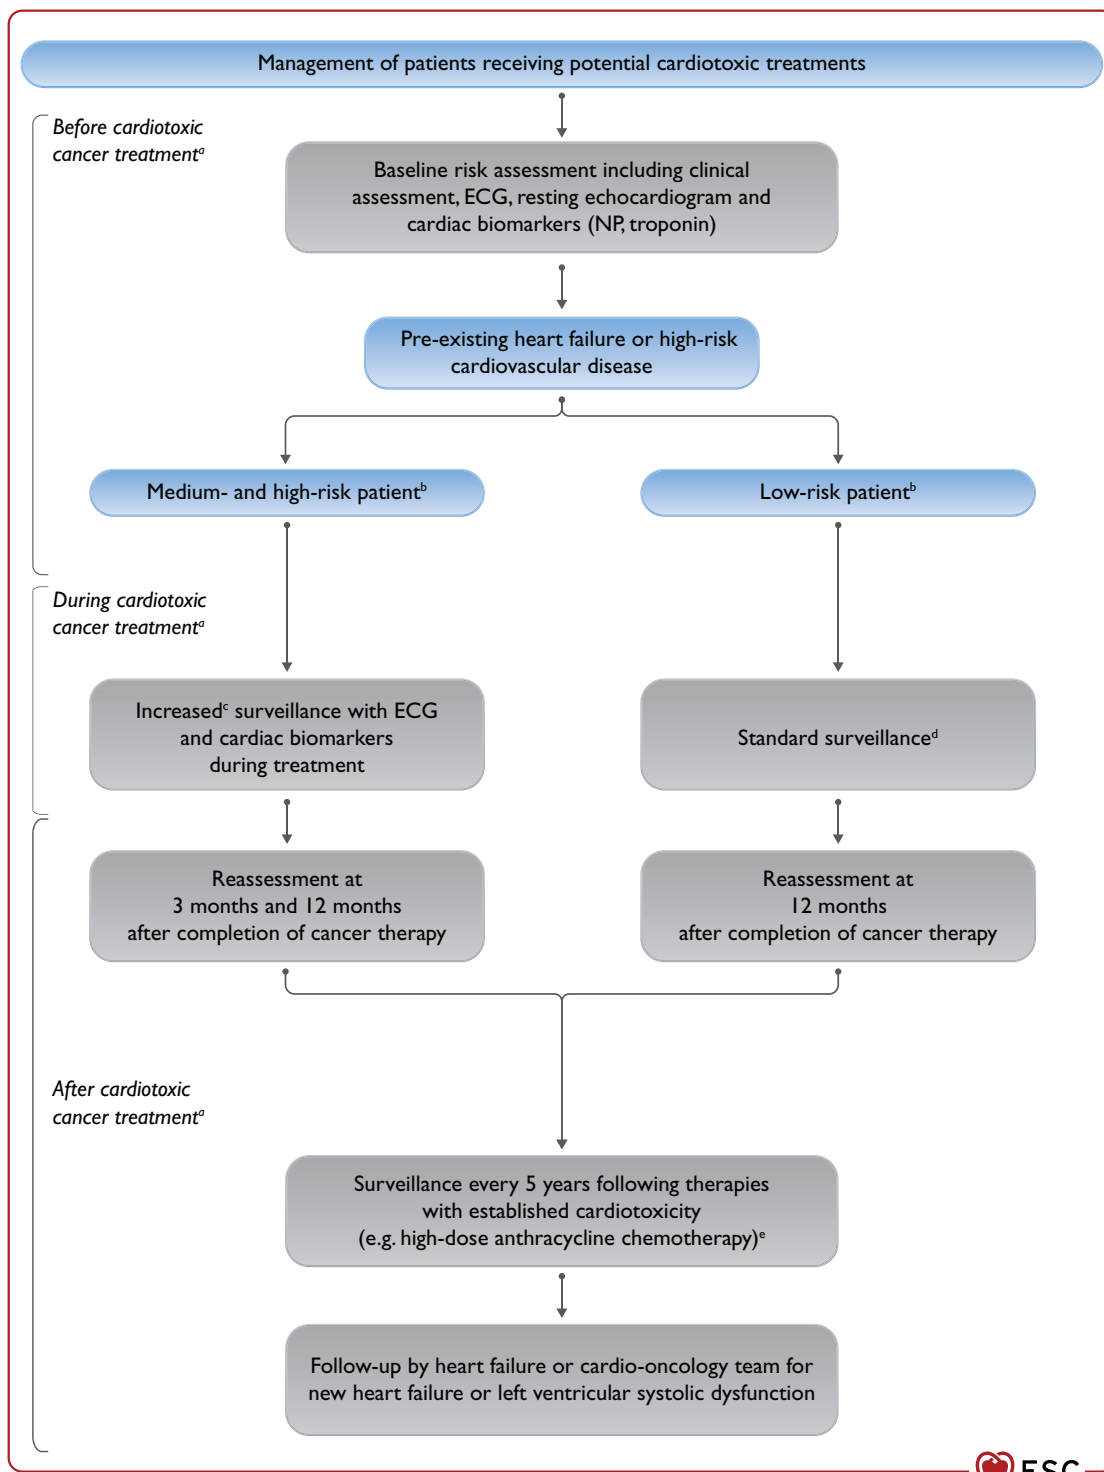 Management of patients receiving potential cardiotoxic treatments
Before cardiotoxic
cancer treatmentᵃ
Baseline risk assessment including clinical
assessment, ECG, resting echocardiogram and
cardiac biomarkers (NP, troponin)
Pre-existing heart failure or high-risk
cardiovascular disease
Medium- and high-risk patientᵇ
Low-risk patientᵇ
During cardiotoxic
cancer treatmentᵃ
Increasedᶜ surveillance with ECG
and cardiac biomarkers
during treatment
Standard surveillanceᵈ
Reassessment at
3 months and 12 months
after completion of cancer therapy
Reassessment at
12 months
after completion of cancer therapy
After cardiotoxic
cancer treatmentᵃ
Surveillance every 5 years following therapies
with established cardiotoxicity
(e.g. high-dose anthracycline chemotherapy)ᵉ
Follow-up by heart failure or cardio-oncology team for
new heart failure or left ventricular systolic dysfunction
ESC